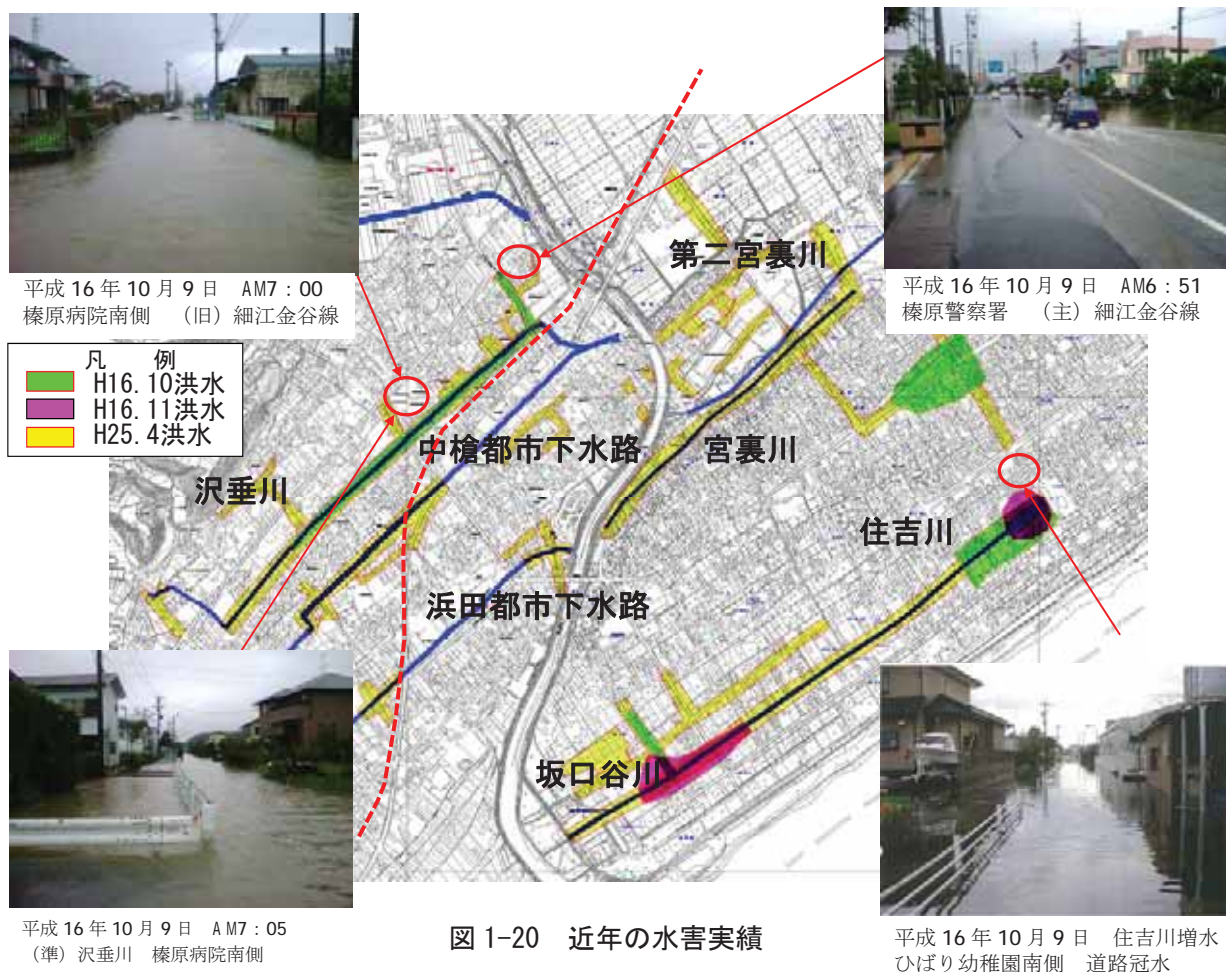 平成 16 年 10 月 9 日　AM7：00
榛原病院南側　（旧）細江金谷線
平成 16 年 10 月 9 日　AM6：51
榛原警察署　（主）細江金谷線
凡　例
H16.10洪水
H16.11洪水
H25.4洪水
第二宮裏川
中槍都市下水路
宮裏川
沢垂川
住吉川
浜田都市下水路
坂口谷川
平成 16 年 10 月 9 日　AM7：05
（準）沢垂川　榛原病院南側
図 1-20　近年の水害実績
平成 16 年 10 月 9 日　住吉川増水
ひばり幼稚園南側　道路冠水